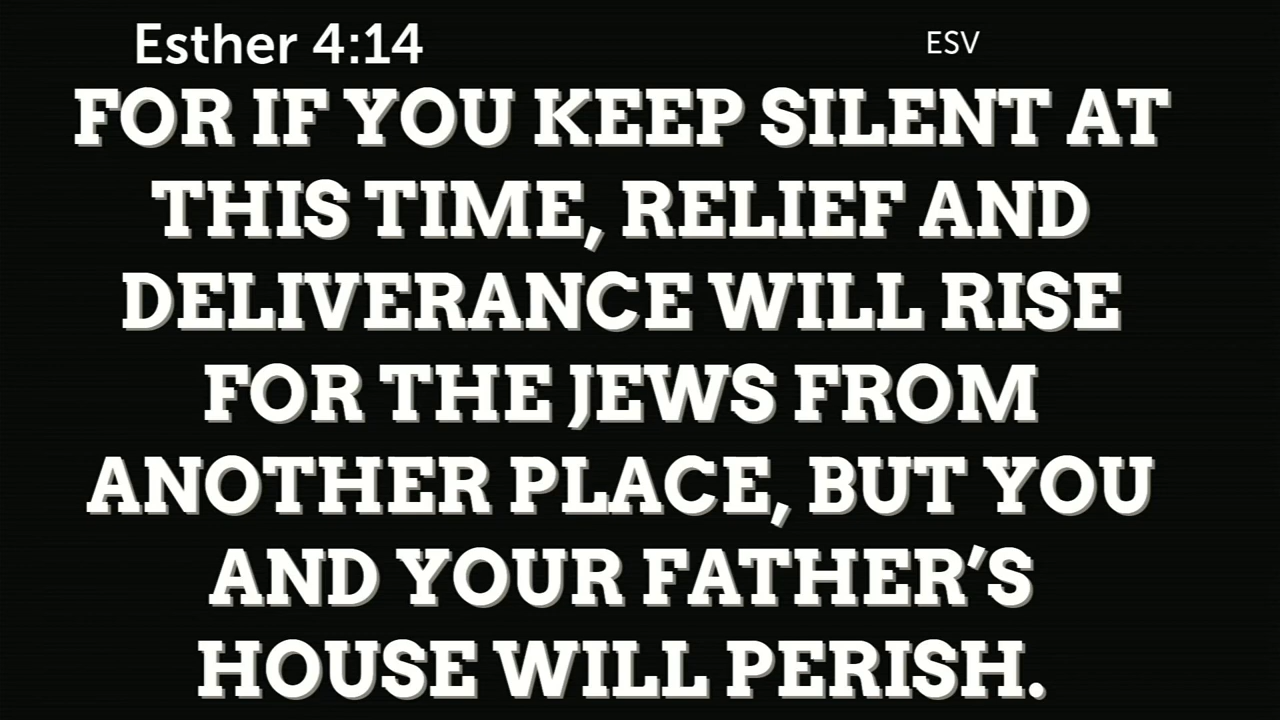 Esther 4:14 ESV
FOR IF YOU KEEP SILENT AT
THIS TIME, RELIEF AND
DELIVERANCE WILL RISE
FOR THE JEWS FROM
ANOTHER PLACE, BUT YOU
AND YOUR FATHER’S
HOUSE WILL PERISH.